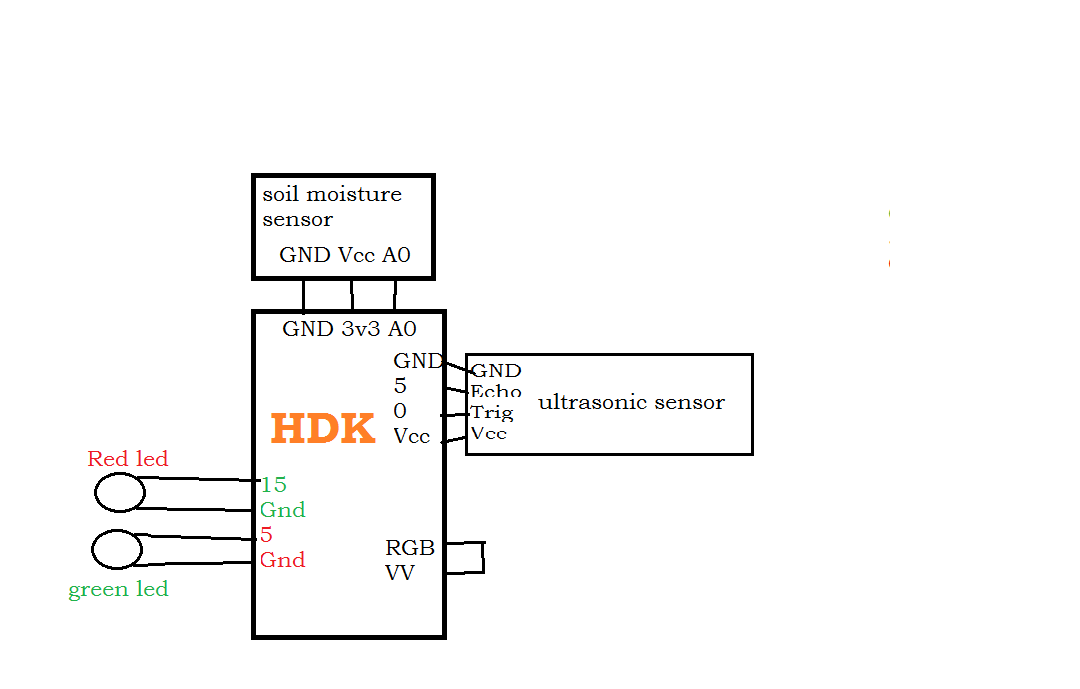 soil moisture
sensor
GND Vcc A0
GND 3v3 A0
GND
5
0
Vcc
GND
Echo
Trig
Vcc
ultrasonic sensor
HDK
Red led
15
Gnd
5
Gnd
green led
RGB
VV